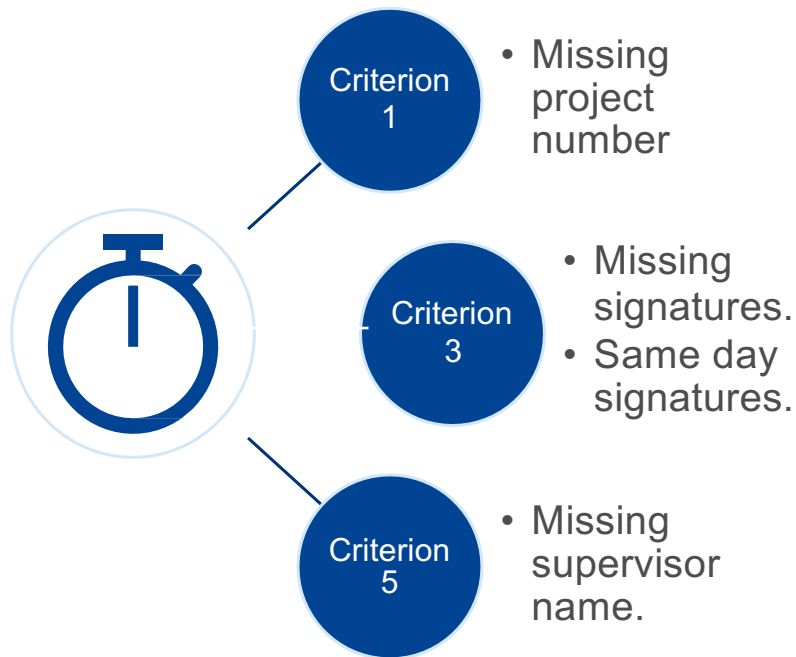 Criterion
1
• Missing
project
number
Criterion
3
• Missing
signatures.
• Same day
signatures.
Criterion
5
• Missing
supervisor
name.